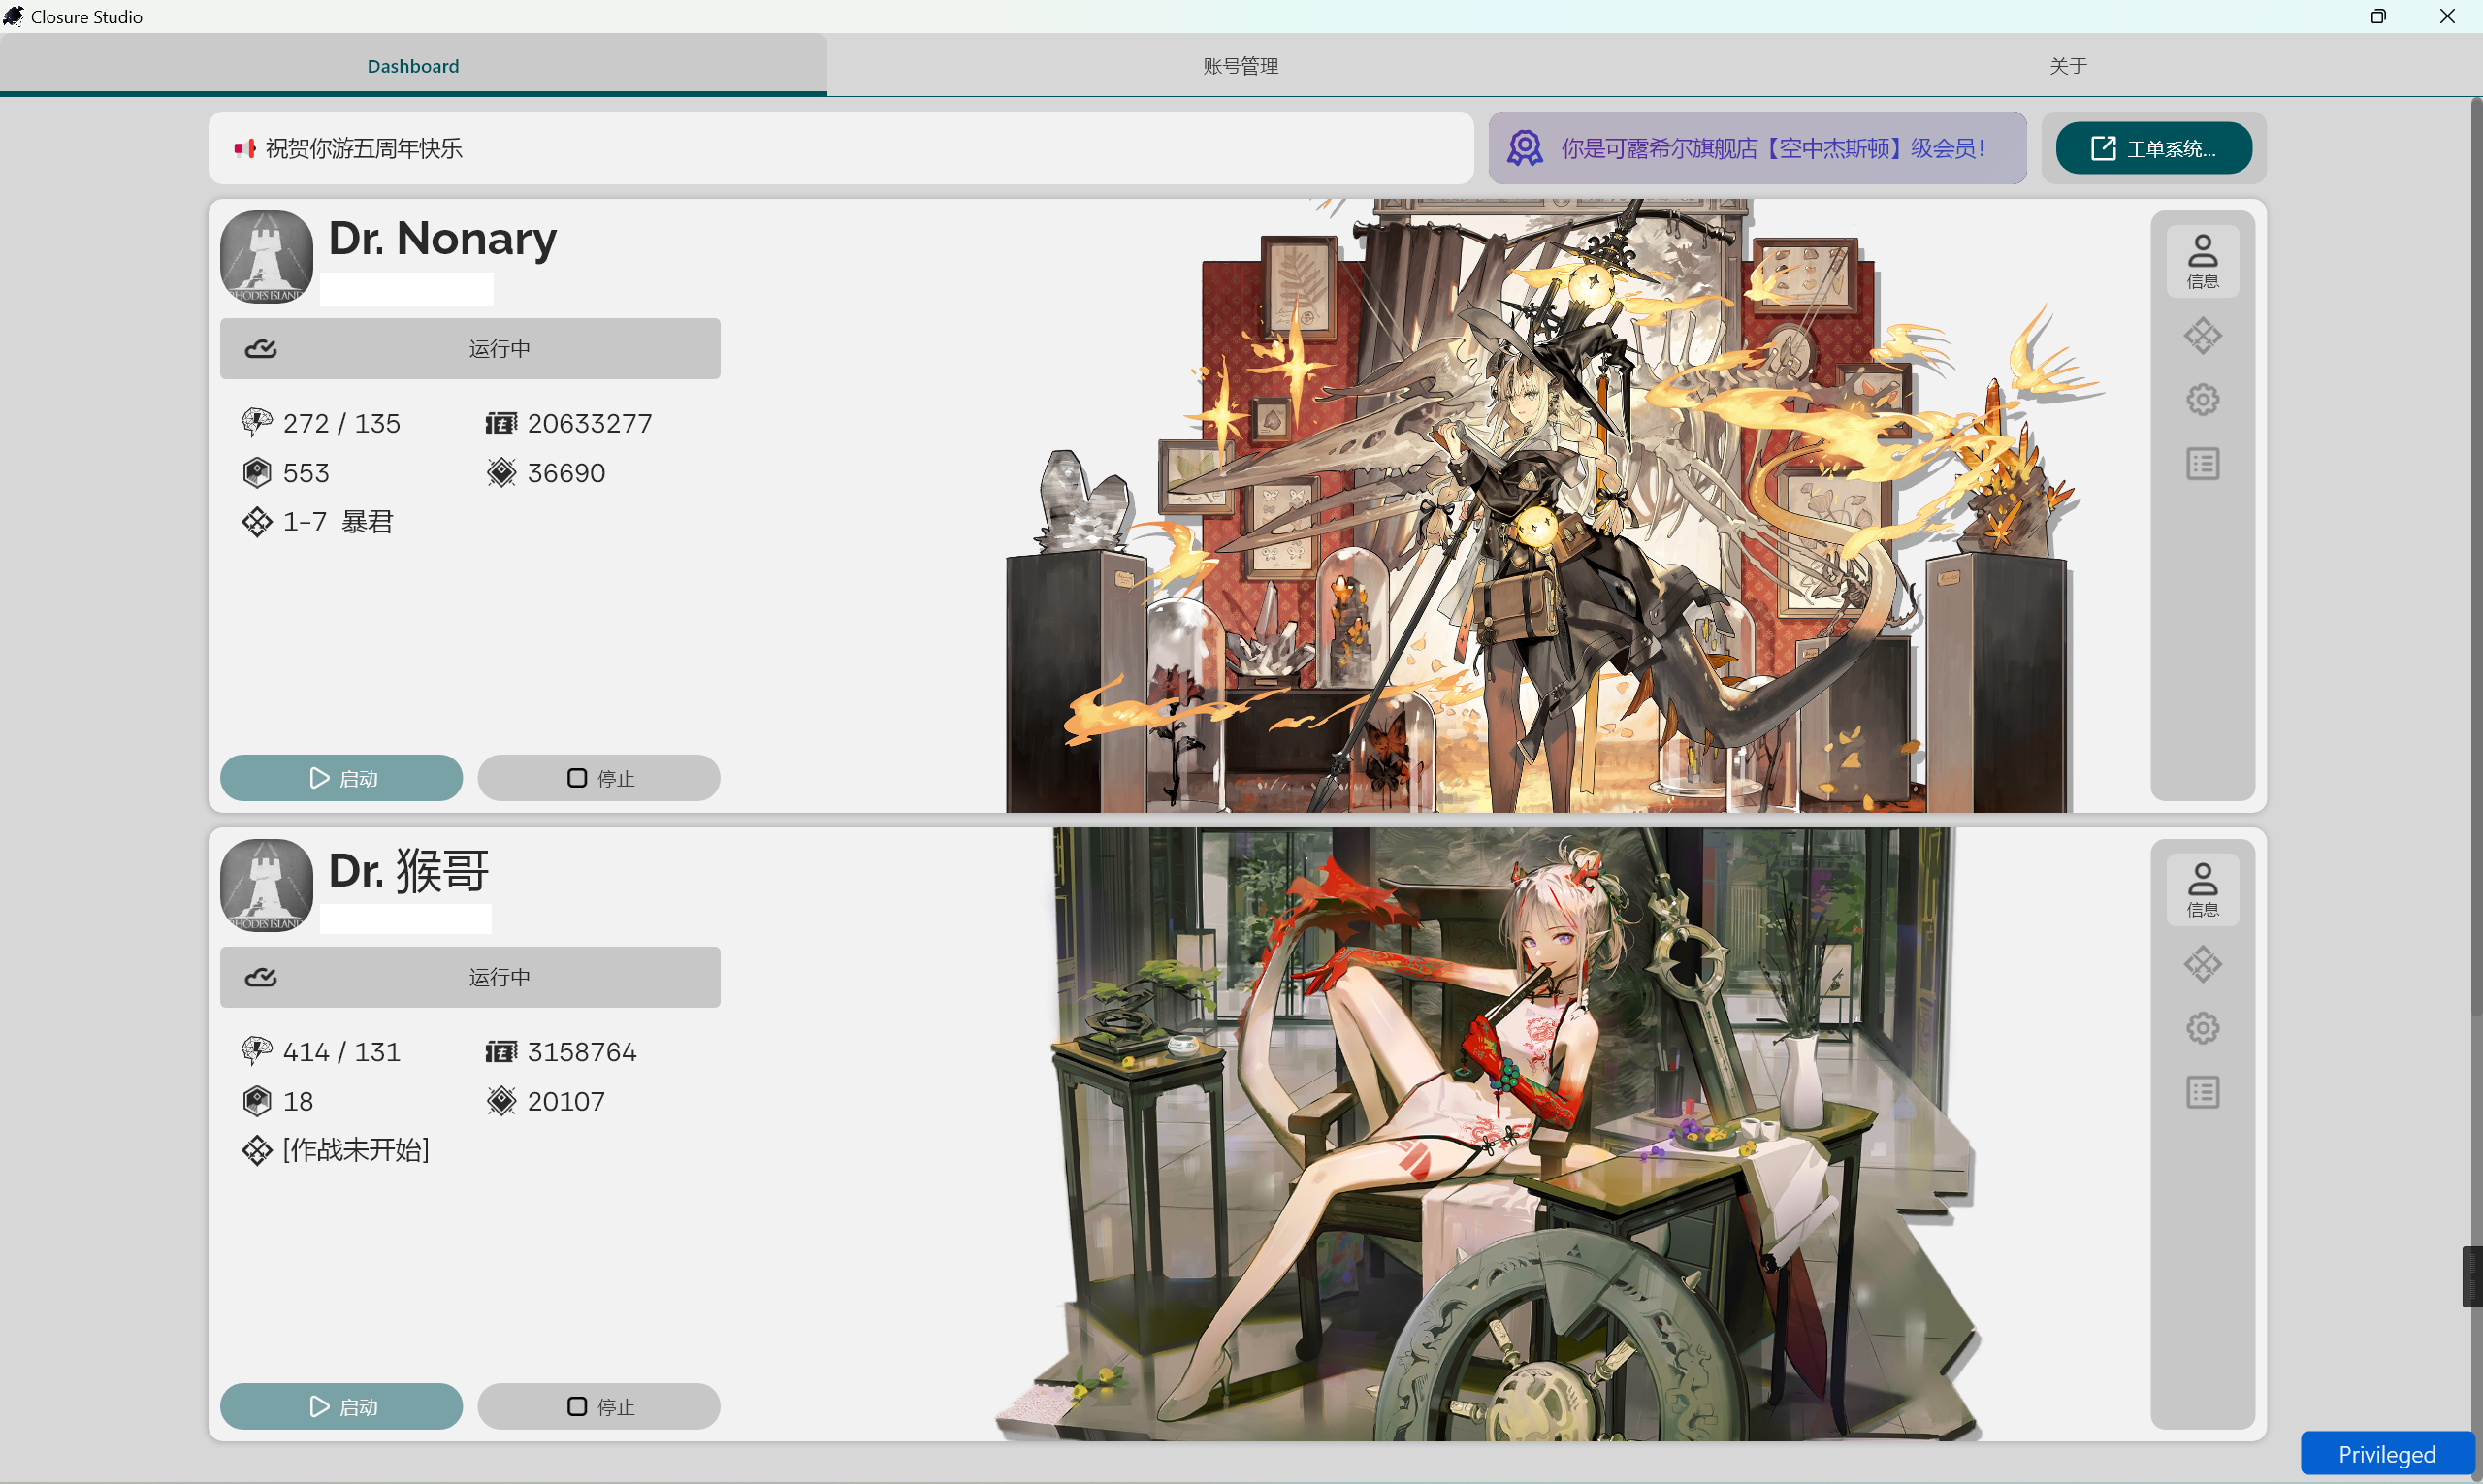 Closure Studio
Dashboard
账号管理
关于
祝贺你游五周年快乐
你是可露希尔旗舰店【空中杰斯顿】级会员！
工单系统...
Dr. Nonary
RHODES ISLAND
信息
运行中
272 / 135
20633277
553
36690
1-7 暴君
启动
停止
Dr. 猴哥
RHODES ISLAND
信息
运行中
414 / 131
3158764
18
20107
[作战未开始]
启动
停止
Privileged